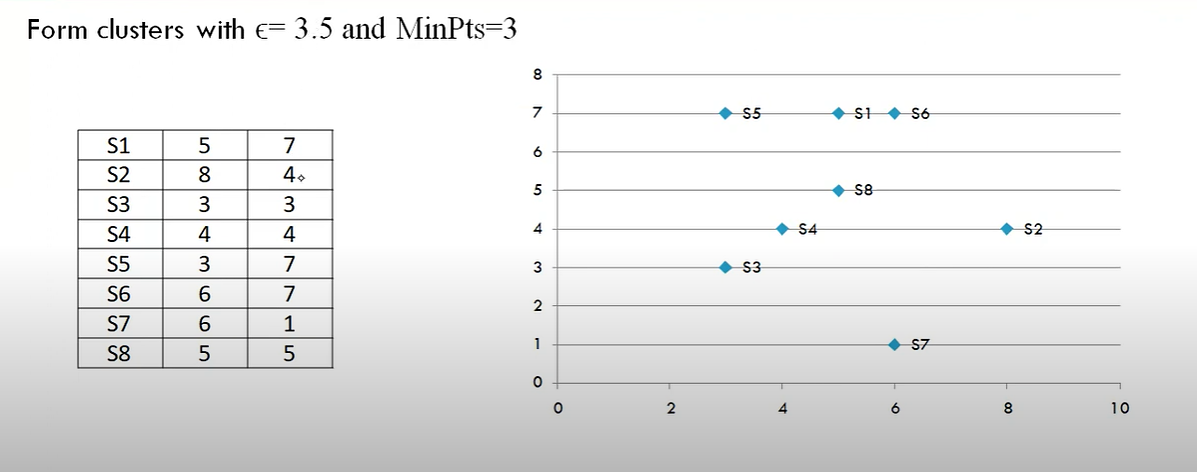 Form clusters with ϵ= 3.5 and MinPts=3
S1 5 7
S2 8 4
S3 3 3
S4 4 4
S5 3 7
S6 6 7
S7 6 1
S8 5 5
8
7 S5 S1 S6
6
5 S8
4 S4 S2
3 S3
2
1 S7
0
0 2 4 6 8 10